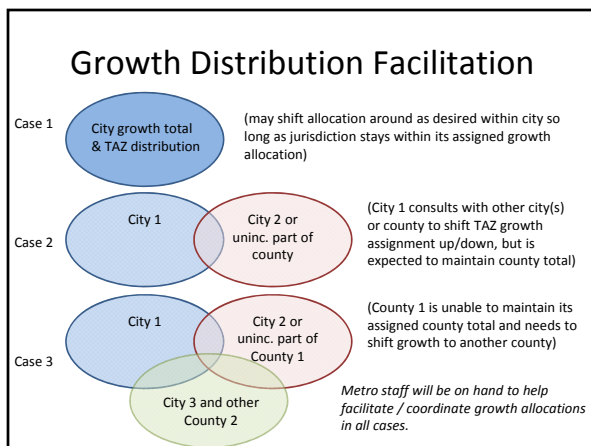 Growth Distribution Facilitation
Case 1
City growth total
& TAZ distribution
(may shift allocation around as desired within city so
long as jurisdiction stays within its assigned growth
allocation)
Case 2
City 1
City 2 or
uninc. part of
county
(City 1 consults with other city(s)
or county to shift TAZ growth
assignment up/down, but is
expected to maintain county total)
Case 3
City 1
City 2 or
uninc. part of
County 1
(County 1 is unable to maintain its
assigned county total and needs to
shift growth to another county)
City 3 and other
County 2
Metro staff will be on hand to help
facilitate / coordinate growth allocations
in all cases.